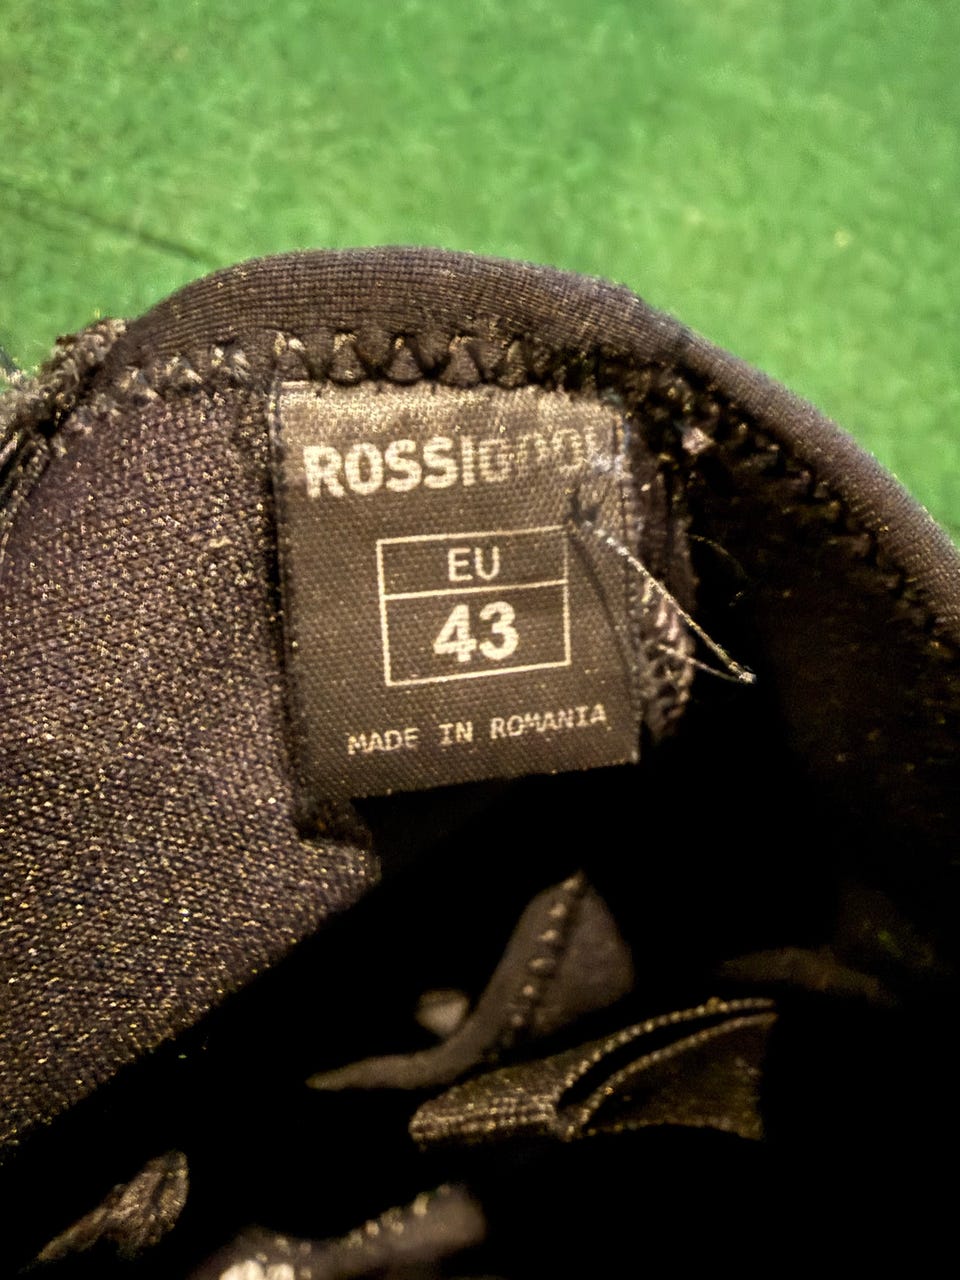 ROSSIGNOL
EU
43
MADE IN ROMANIA